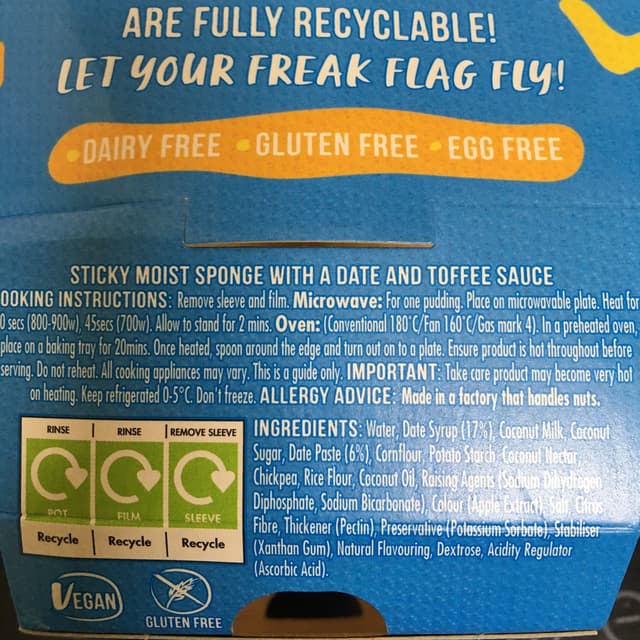 ARE FULLY RECYCLABLE!
LET YOUR FREAK FLAG FLY!
DAIRY FREE • GLUTEN FREE • EGG FREE
STICKY MOIST SPONGE WITH A DATE AND TOFFEE SAUCE
OOKING INSTRUCTIONS: Remove sleeve and film. Microwave: For one pudding. Place on microwavable plate. Heat for
0 secs (800-900w), 45secs (700w). Allow to stand for 2 mins. Oven: (Conventional 180°C/Fan 160°C/Gas mark 4). In a preheated oven,
place on a baking tray for 20mins. Once heated, spoon around the edge and turn out on to a plate. Ensure product is hot throughout before
serving. Do not reheat. All cooking appliances may vary. This is a guide only. IMPORTANT: Take care product may become very hot
on heating. Keep refrigerated 0-5°C. Don't freeze. ALLERGY ADVICE: Made in a factory that handles nuts.
RINSE RINSE REMOVE SLEEVE
POT FILM SLEEVE
Recycle Recycle Recycle
INGREDIENTS: Water, Date Syrup (17%), Coconut Milk, Coconut
Sugar, Date Paste (6%), Cornflour, Potato Starch, Coconut Nectar,
Chickpea, Rice Flour, Coconut Oil, Raising Agents (Sodium Dihydrogen
Diphosphate, Sodium Bicarbonate), Colour (Apple Extract), Salt, Citrus
Fibre, Thickener (Pectin), Preservative (Potassium Sorbate), Stabiliser
(Xanthan Gum), Natural Flavouring, Dextrose, Acidity Regulator
(Ascorbic Acid).
VEGAN
GLUTEN FREE